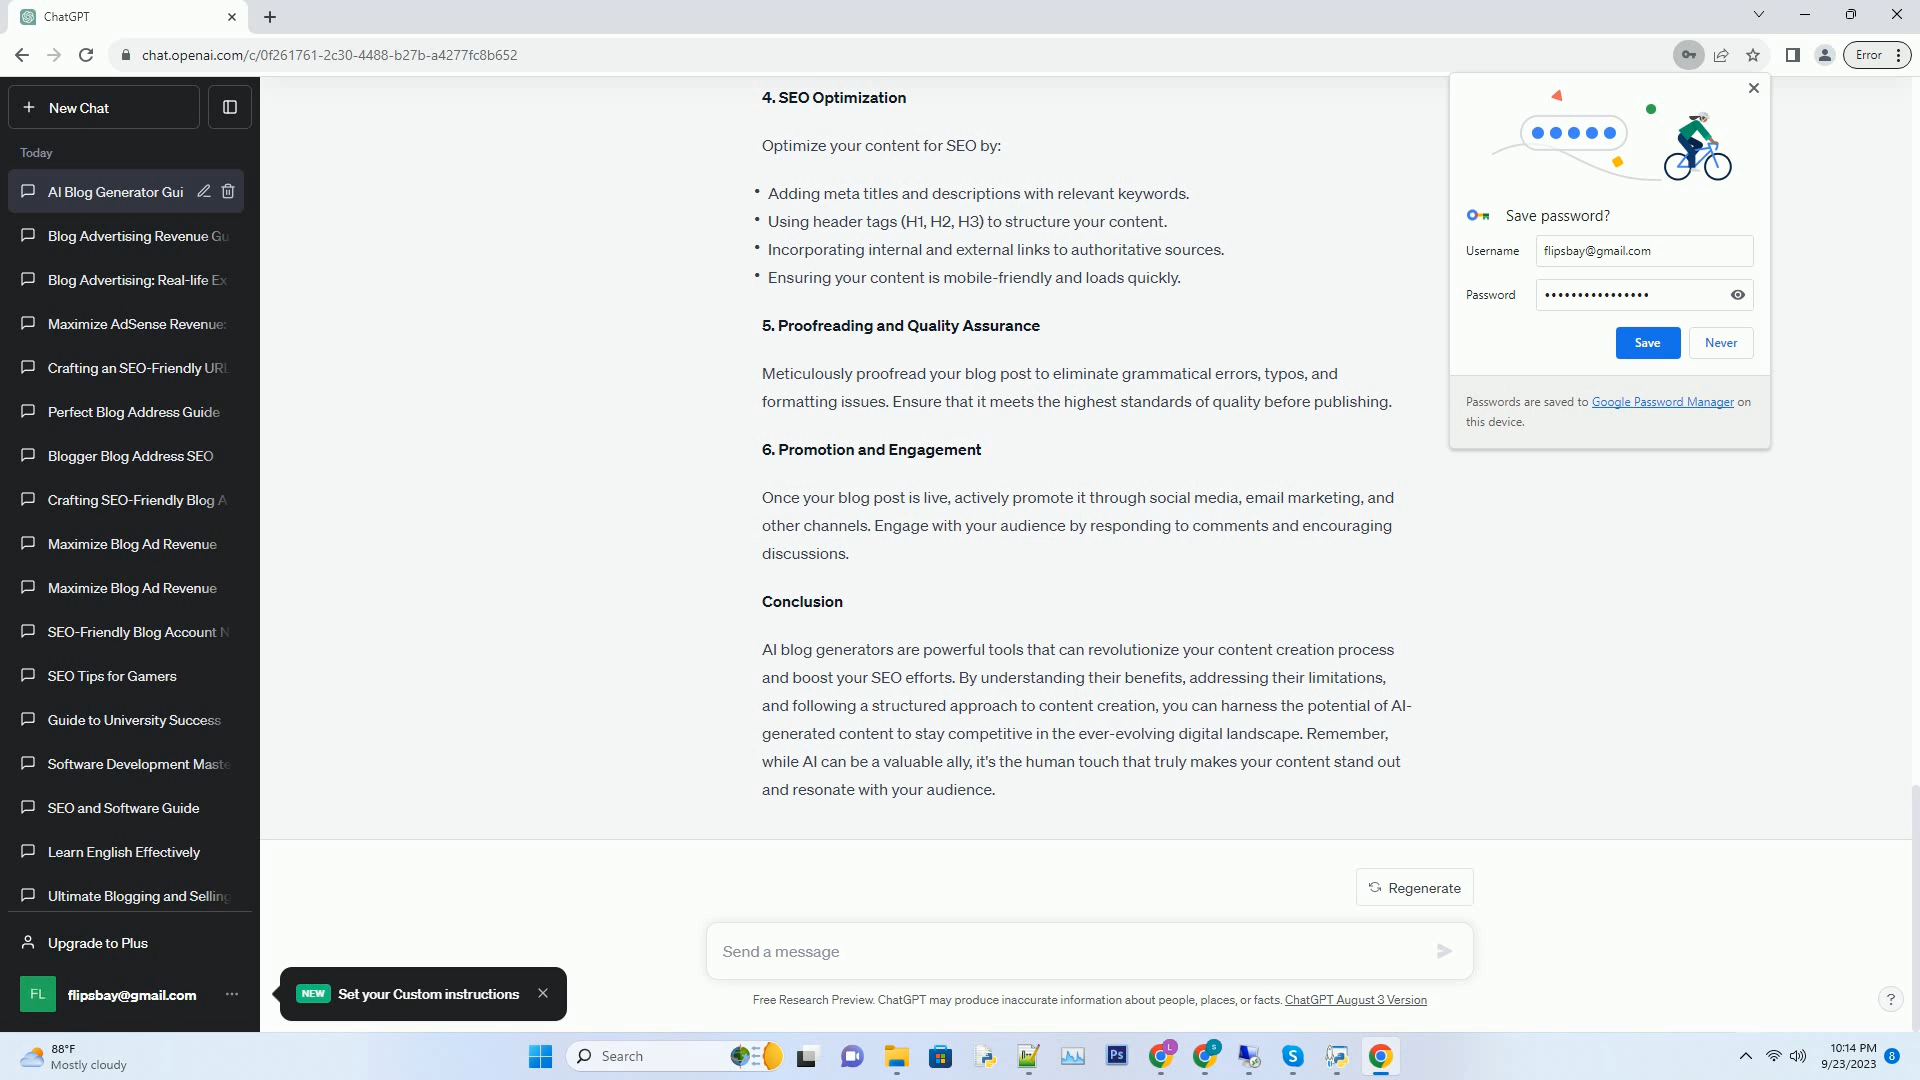 ChatGPT
chat.openai.com/c/0f261761-2c30-4488-b27b-a4277fc8b652
Error
New Chat
Today
AI Blog Generator Gui
Blog Advertising Revenue Gu
Blog Advertising: Real-life Ex
Maximize AdSense Revenue:
Crafting an SEO-Friendly URL
Perfect Blog Address Guide
Blogger Blog Address SEO
Crafting SEO-Friendly Blog A
Maximize Blog Ad Revenue
Maximize Blog Ad Revenue
SEO-Friendly Blog Account N
SEO Tips for Gamers
Guide to University Success
Software Development Maste
SEO and Software Guide
Learn English Effectively
Ultimate Blogging and Selling
Upgrade to Plus
FL
flipsbay@gmail.com
4. SEO Optimization
Optimize your content for SEO by:
• Adding meta titles and descriptions with relevant keywords.
• Using header tags (H1, H2, H3) to structure your content.
• Incorporating internal and external links to authoritative sources.
• Ensuring your content is mobile-friendly and loads quickly.
5. Proofreading and Quality Assurance
Meticulously proofread your blog post to eliminate grammatical errors, typos, and
formatting issues. Ensure that it meets the highest standards of quality before publishing.
6. Promotion and Engagement
Once your blog post is live, actively promote it through social media, email marketing, and
other channels. Engage with your audience by responding to comments and encouraging
discussions.
Conclusion
AI blog generators are powerful tools that can revolutionize your content creation process
and boost your SEO efforts. By understanding their benefits, addressing their limitations,
and following a structured approach to content creation, you can harness the potential of AI-
generated content to stay competitive in the ever-evolving digital landscape. Remember,
while AI can be a valuable ally, it's the human touch that truly makes your content stand out
and resonate with your audience.
Save password?
Username flipsbay@gmail.com
Password ••••••••••••••••
Save Never
Passwords are saved to Google Password Manager on
this device.
Regenerate
Send a message
NEW Set your Custom instructions
Free Research Preview. ChatGPT may produce inaccurate information about people, places, or facts. ChatGPT August 3 Version
?
88°F
Mostly cloudy
Search
Ps
L
S
10:14 PM
9/23/2023
8